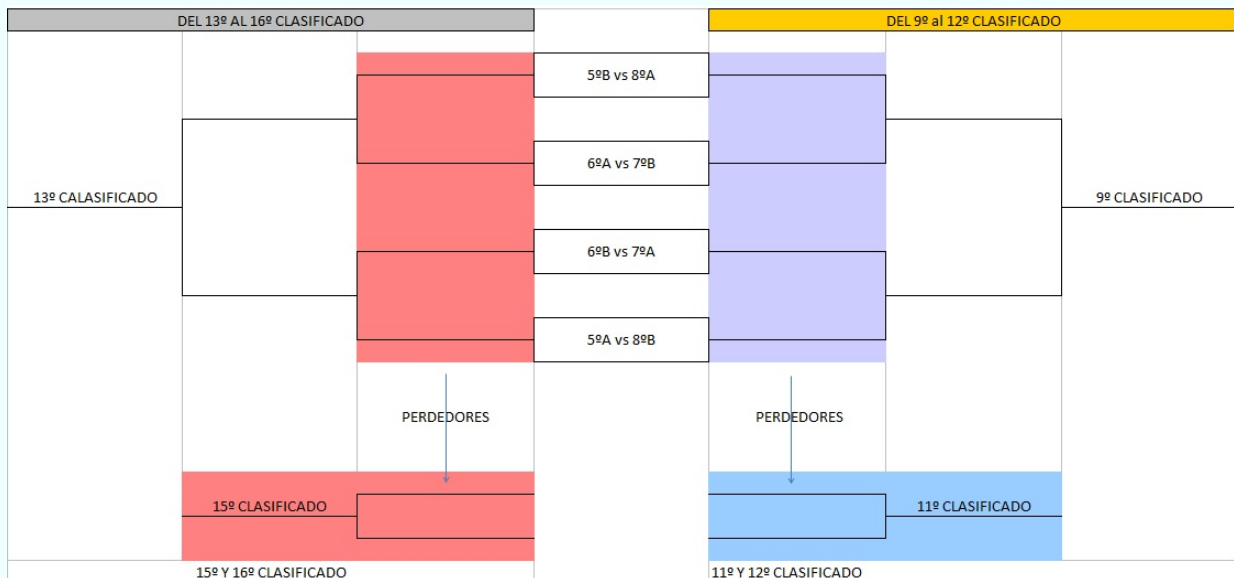 DEL 13º AL 16º CLASIFICADO
DEL 9º al 12º CLASIFICADO
5ºB vs 8ºA
6ºA vs 7ºB
13º CALASIFICADO
9º CLASIFICADO
6ºB vs 7ºA
5ºA vs 8ºB
PERDEDORES
PERDEDORES
15º CLASIFICADO
11º CLASIFICADO
15º Y 16º CLASIFICADO
11º Y 12º CLASIFICADO